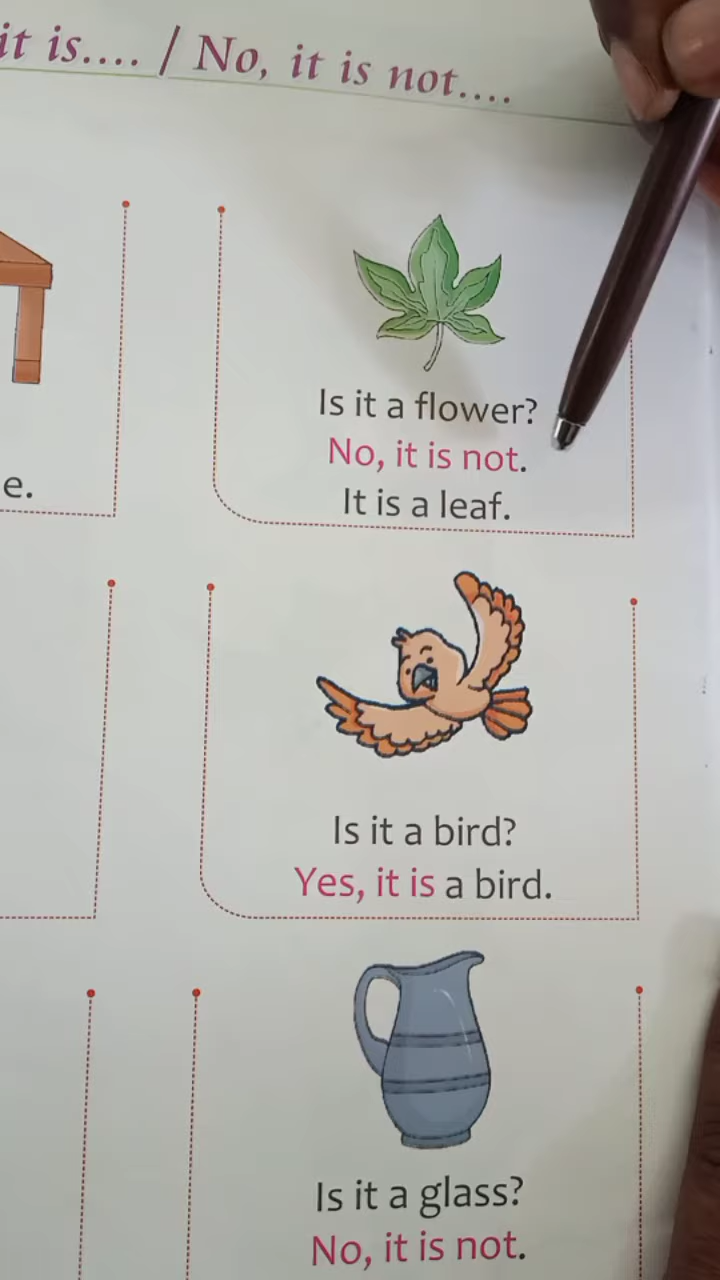 it is.... / No, it is not....
e.
Is it a flower?
No, it is not.
It is a leaf.
Is it a bird?
Yes, it is a bird.
Is it a glass?
No, it is not.